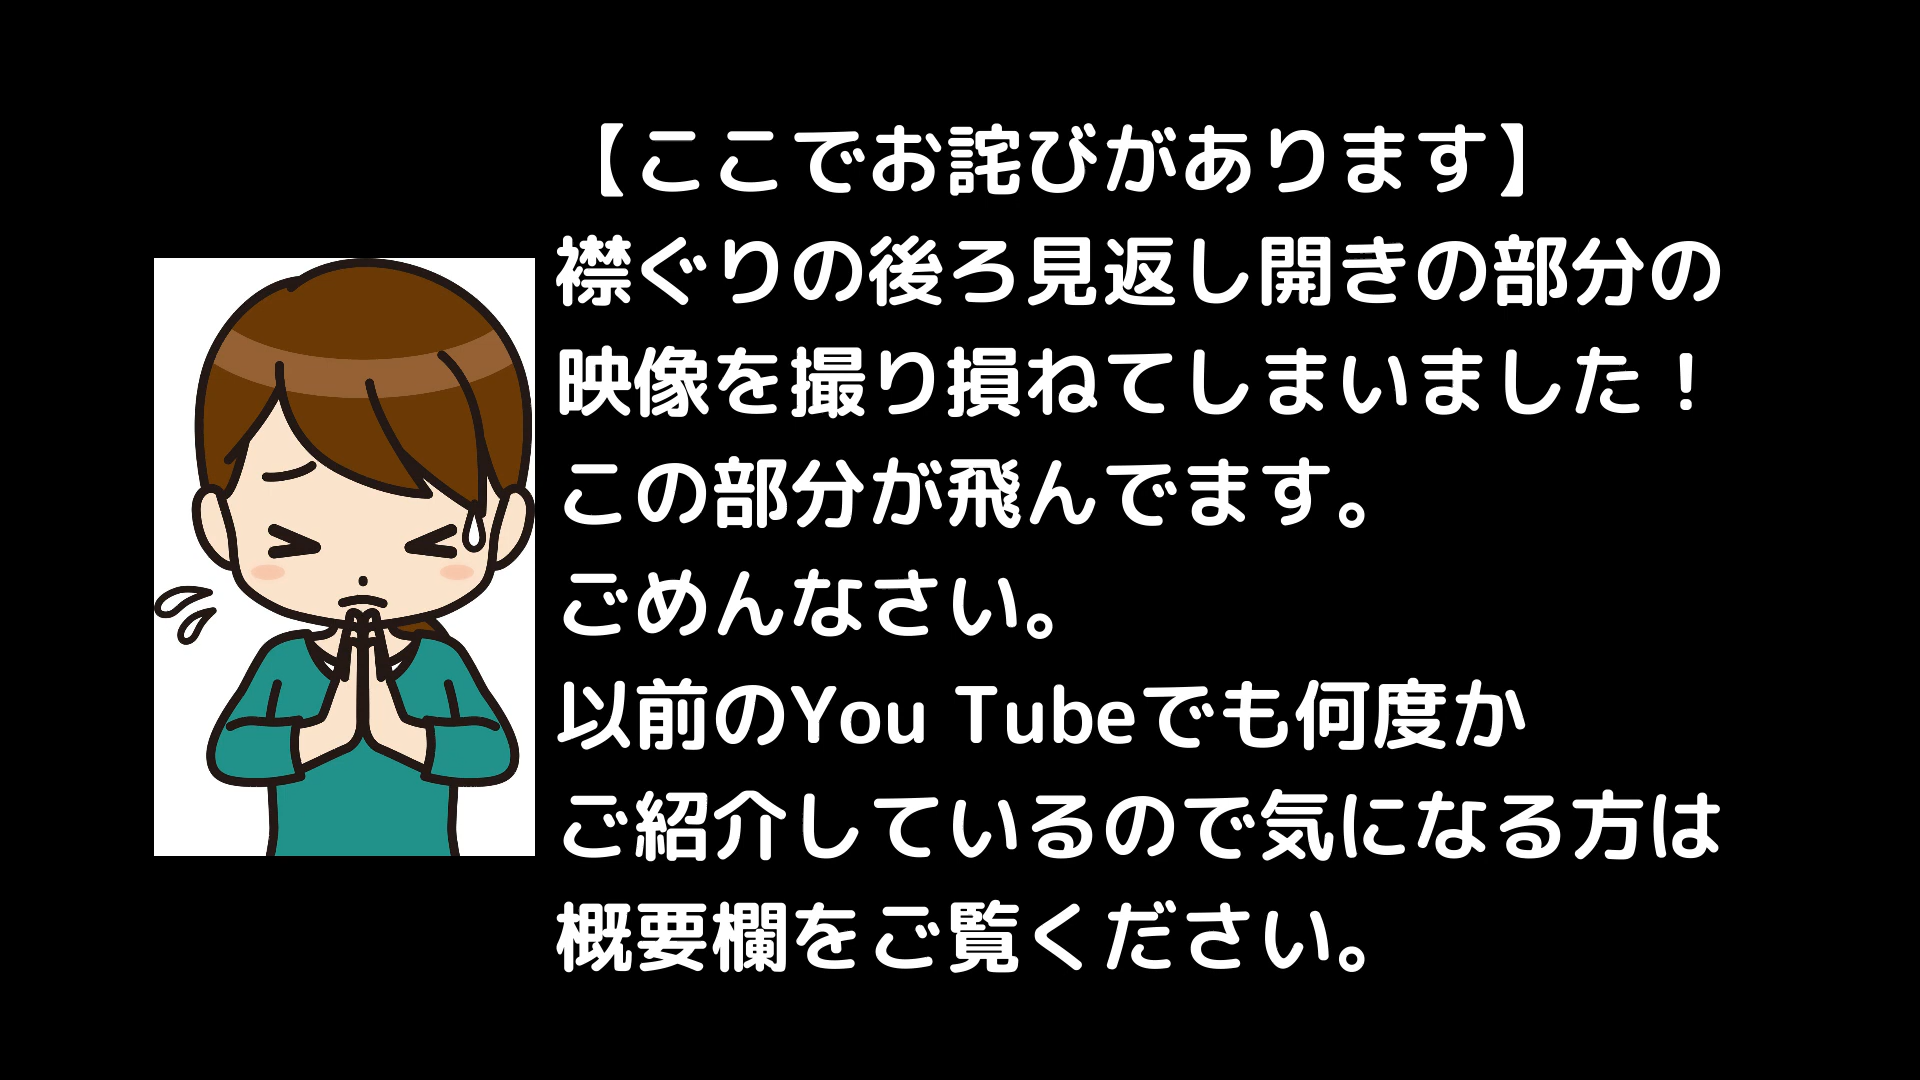 【ここでお詫びがあります】
襟ぐりの後ろ見返し開きの部分の
映像を撮り損ねてしまいました！
この部分が飛んでます。
ごめんなさい。
以前のYou Tubeでも何度か
ご紹介しているので気になる方は
概要欄をご覧ください。